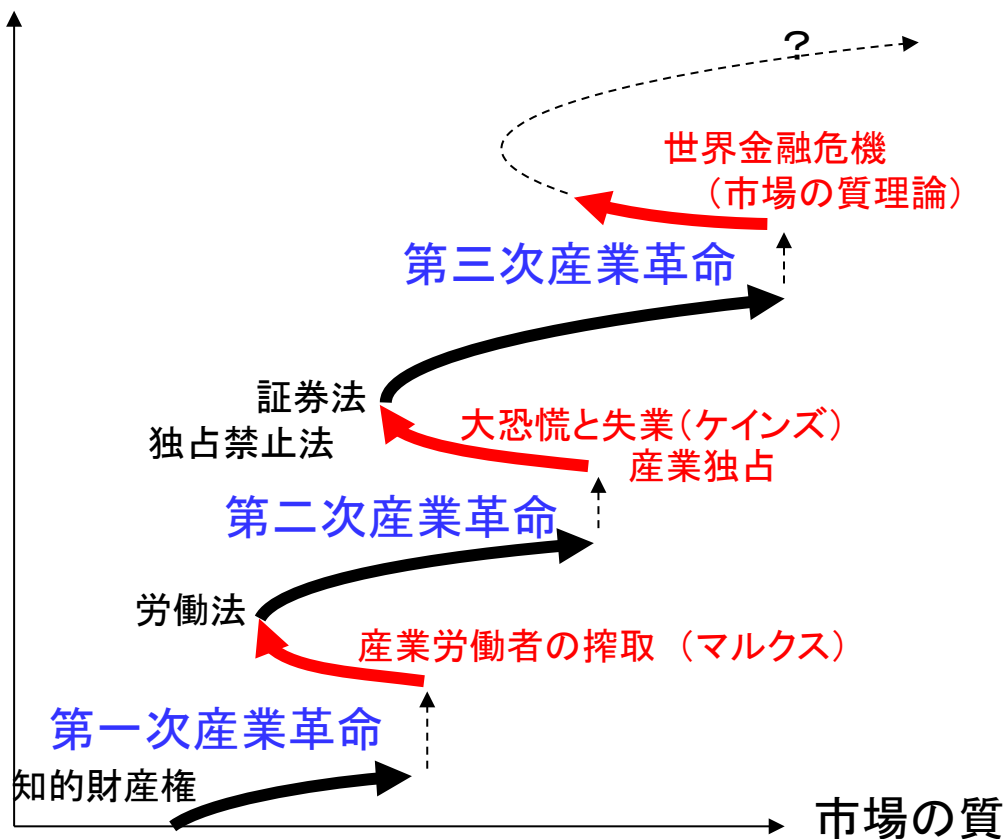 ?
世界金融危機
(市場の質理論)
第三次産業革命
証券法
独占禁止法
大恐慌と失業(ケインズ)
産業独占
第二次産業革命
労働法
産業労働者の搾取 (マルクス)
第一次産業革命
知的財産権
市場の質